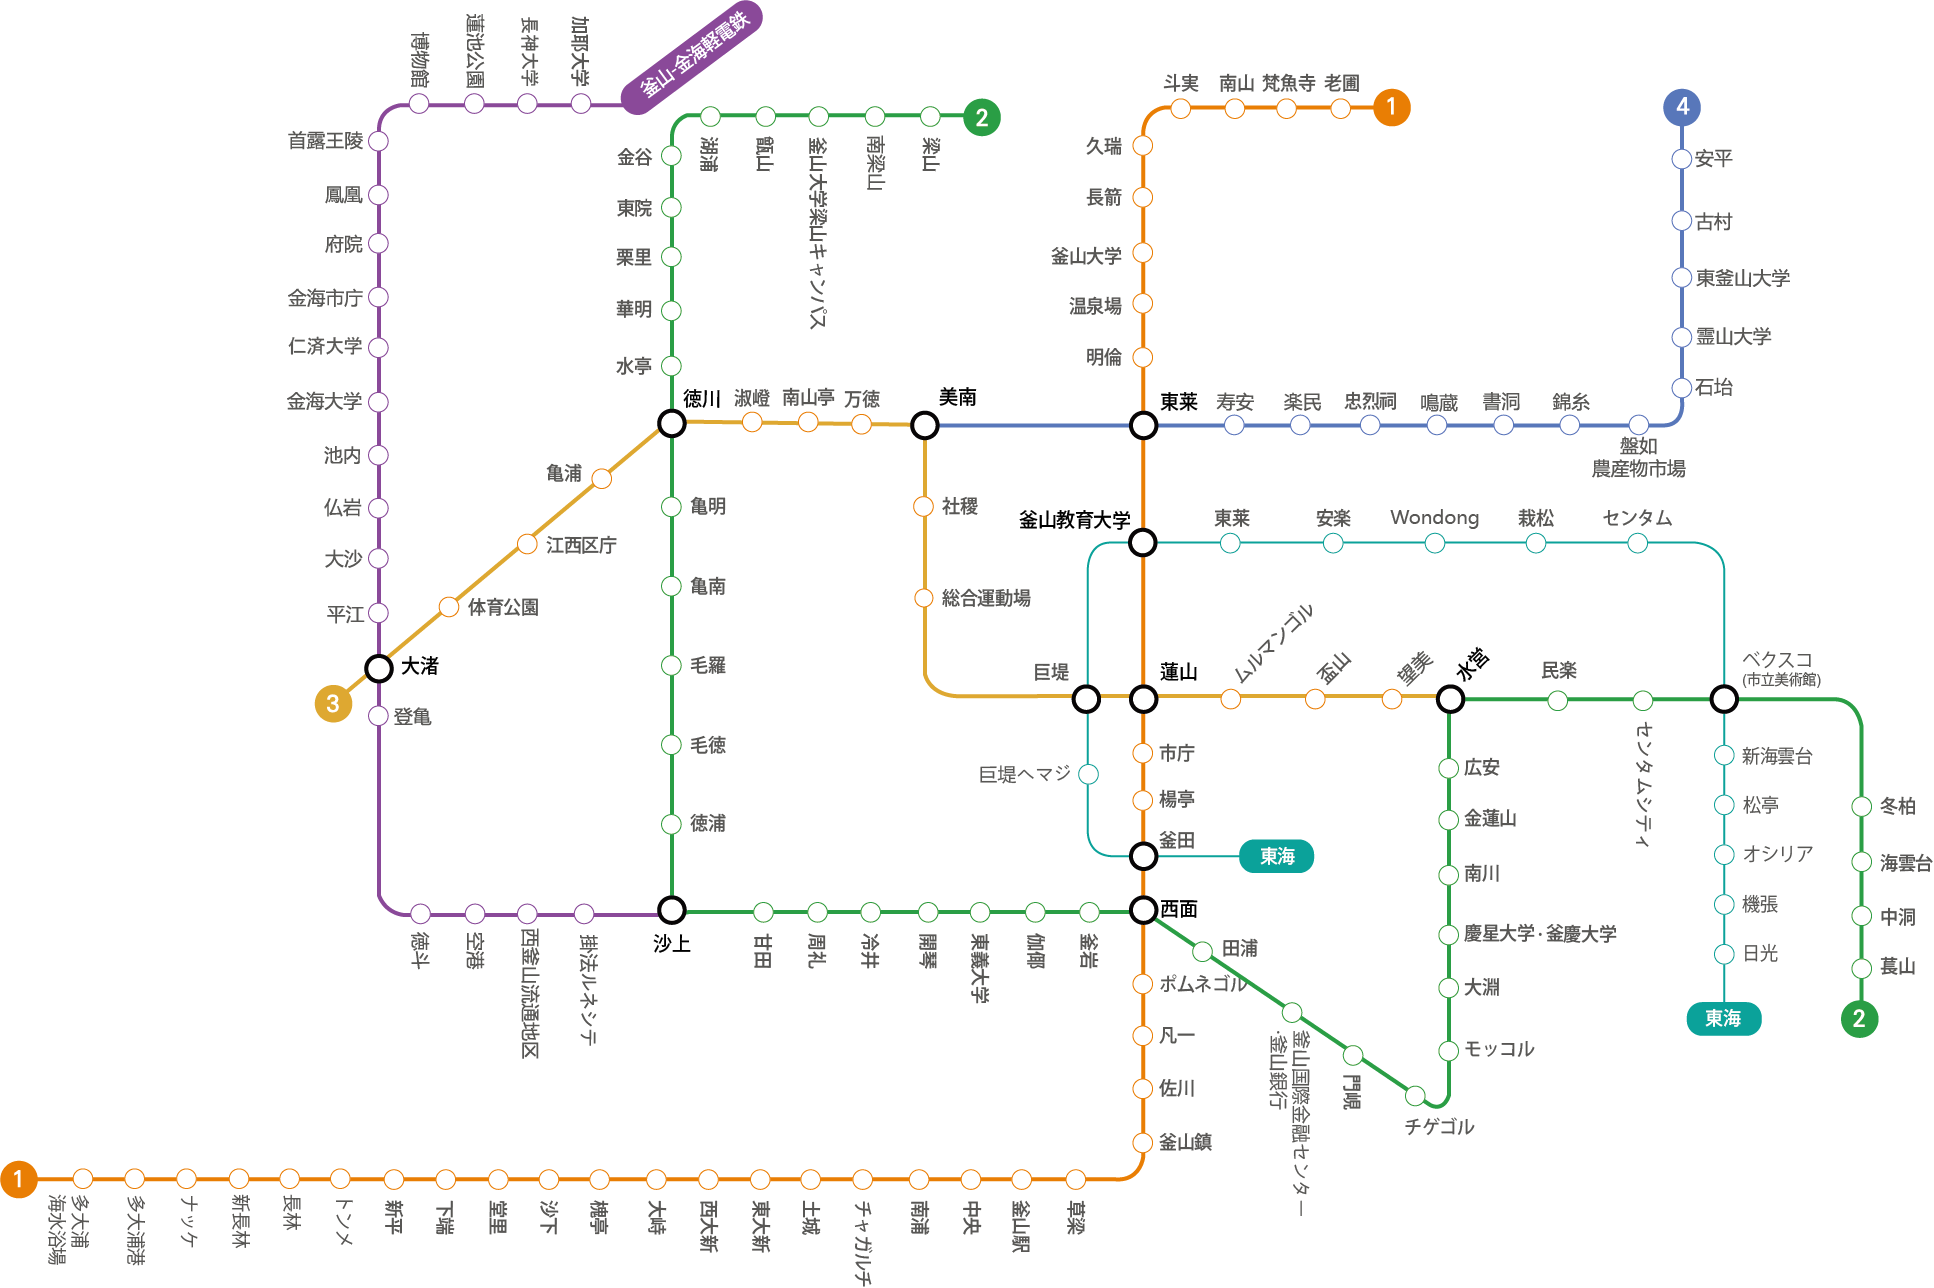 釜山-金海軽電鉄
加耶大学
長神大学
蓮池公園
博物館
首露王陵
鳳凰
府院
金海市庁
仁済大学
金海大学
池内
仏岩
大沙
平江
大渚
登亀
徳斗
空港
西釜山流通地区
掛法ルネシテ
沙上
2
梁山
南梁山
釜山大学梁山キャンパス
甑山
湖浦
金谷
東院
栗里
華明
水亭
徳川
亀明
亀南
毛羅
毛徳
徳浦
甘田
周礼
冷井
開琴
東義大学
伽倻
釜岩
西面
田浦
釜山国際金融センター
・釜山銀行
門峴
チゲゴル
モッコル
大淵
慶星大学・釜慶大学
南川
金蓮山
広安
水営
民楽
センタムシティ
ベクスコ
(市立美術館)
冬柏
海雲台
中洞
萇山
2
3
体育公園
江西区庁
亀浦
淑嶝
南山亭
万徳
美南
社稷
総合運動場
巨堤
蓮山
ムルマンゴル
盃山
望美
4
安平
古村
東釜山大学
霊山大学
石坮
盤如
農産物市場
錦糸
書洞
鳴蔵
忠烈祠
楽民
寿安
東莱
1
老圃
梵魚寺
南山
斗実
久瑞
長箭
釜山大学
温泉場
明倫
釜山教育大学
市庁
楊亭
釜田
ポムネゴル
凡一
佐川
釜山鎮
草梁
釜山駅
中央
南浦
チャガルチ
土城
東大新
西大新
大峙
槐亭
沙下
堂里
下端
新平
トンメ
長林
新長林
ナッケ
多大浦港
多大浦
海水浴場
1
東海
巨堤ヘマジ
東莱
安楽
Wondong
栽松
センタム
新海雲台
松亭
オシリア
機張
日光
東海